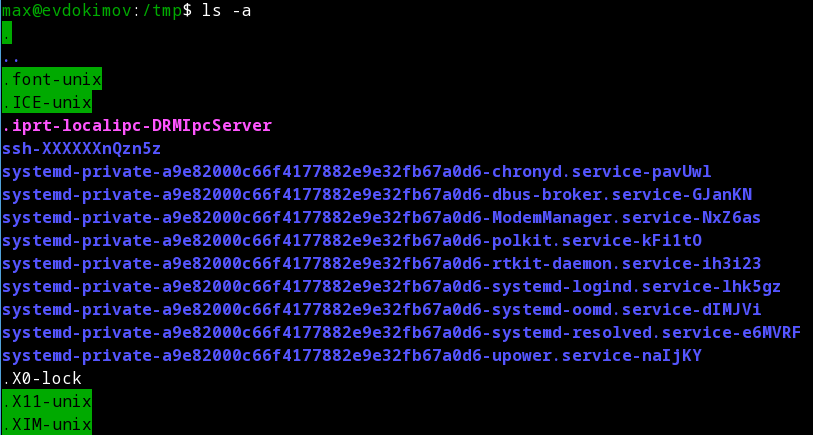 max@evdokimov:/tmp$ ls -a
.
..
.font-unix
.ICE-unix
.iprt-localipc-DRMIpcServer
ssh-XXXXXXnQzn5z
systemd-private-a9e82000c66f4177882e9e32fb67a0d6-chronyd.service-pavUwl
systemd-private-a9e82000c66f4177882e9e32fb67a0d6-dbus-broker.service-GJanKN
systemd-private-a9e82000c66f4177882e9e32fb67a0d6-ModemManager.service-NxZ6as
systemd-private-a9e82000c66f4177882e9e32fb67a0d6-polkit.service-kFi1tO
systemd-private-a9e82000c66f4177882e9e32fb67a0d6-rtkit-daemon.service-ih3i23
systemd-private-a9e82000c66f4177882e9e32fb67a0d6-systemd-logind.service-lhk5gz
systemd-private-a9e82000c66f4177882e9e32fb67a0d6-systemd-oomd.service-dIMJVi
systemd-private-a9e82000c66f4177882e9e32fb67a0d6-systemd-resolved.service-e6MVRF
systemd-private-a9e82000c66f4177882e9e32fb67a0d6-upower.service-naIjKY
.X0-lock
.X11-unix
.XIM-unix